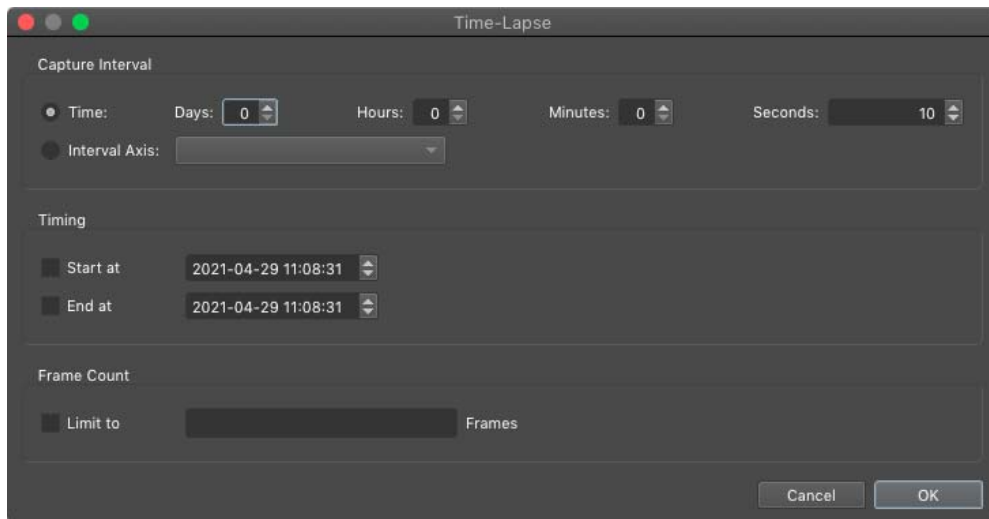 Time-Lapse
Capture Interval
Time: Days: 0 Hours: 0 Minutes: 0 Seconds: 10
Interval Axis:
Timing
Start at 2021-04-29 11:08:31
End at 2021-04-29 11:08:31
Frame Count
Limit to Frames
Cancel OK